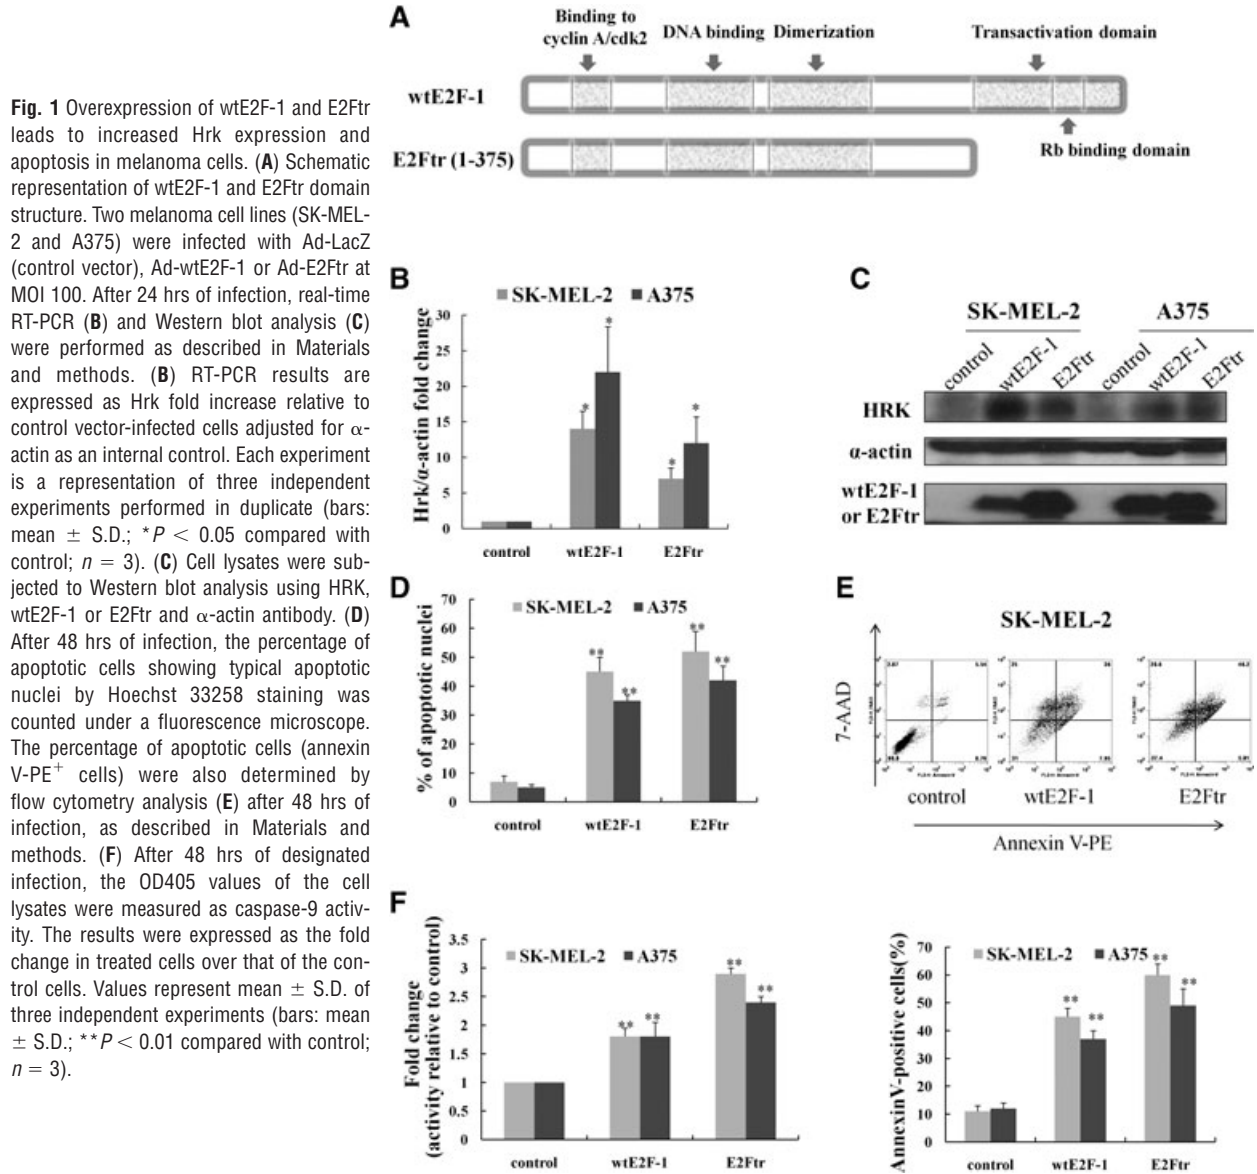 Fig. 1 Overexpression of wtE2F-1 and E2Ftr
leads to increased Hrk expression and
apoptosis in melanoma cells. (A) Schematic
representation of wtE2F-1 and E2Ftr domain
structure. Two melanoma cell lines (SK-MEL-
2 and A375) were infected with Ad-LacZ
(control vector), Ad-wtE2F-1 or Ad-E2Ftr at
MOI 100. After 24 hrs of infection, real-time
RT-PCR (B) and Western blot analysis (C)
were performed as described in Materials
and methods. (B) RT-PCR results are
expressed as Hrk fold increase relative to
control vector-infected cells adjusted for α-
actin as an internal control. Each experiment
is a representation of three independent
experiments performed in duplicate (bars:
mean ± S.D.; *P < 0.05 compared with
control; n = 3). (C) Cell lysates were sub-
jected to Western blot analysis using HRK,
wtE2F-1 or E2Ftr and α-actin antibody. (D)
After 48 hrs of infection, the percentage of
apoptotic cells showing typical apoptotic
nuclei by Hoechst 33258 staining was
counted under a fluorescence microscope.
The percentage of apoptotic cells (annexin
V-PE+ cells) were also determined by
flow cytometry analysis (E) after 48 hrs of
infection, as described in Materials and
methods. (F) After 48 hrs of designated
infection, the OD405 values of the cell
lysates were measured as caspase-9 activ-
ity. The results were expressed as the fold
change in treated cells over that of the con-
trol cells. Values represent mean ± S.D. of
three independent experiments (bars: mean
± S.D.; **P < 0.01 compared with control;
n = 3).
A
Binding to
cyclin A/cdk2
DNA binding
Dimerization
Transactivation domain
wtE2F-1
E2Ftr (1-375)
Rb binding domain
B
SK-MEL-2 A375
Hrk/α-actin fold change
30
25
20
15
10
5
0
* * * *
control wtE2F-1 E2Ftr
C
SK-MEL-2 A375
control wtE2F-1 E2Ftr control wtE2F-1 E2Ftr
HRK
α-actin
wtE2F-1
or E2Ftr
D
SK-MEL-2 A375
% of apoptotic nuclei
70
60
50
40
30
20
10
0
** ** ** **
control wtE2F-1 E2Ftr
E
SK-MEL-2
7-AAD
control wtE2F-1 E2Ftr
Annexin V-PE
F
SK-MEL-2 A375
Fold change
(activity relative to control)
3.5
3
2.5
2
1.5
1
0.5
0
** ** ** **
control wtE2F-1 E2Ftr
SK-MEL-2 A375
AnnexinV-positive cells(%)
70
60
50
40
30
20
10
0
** ** ** **
control wtE2F-1 E2Ftr